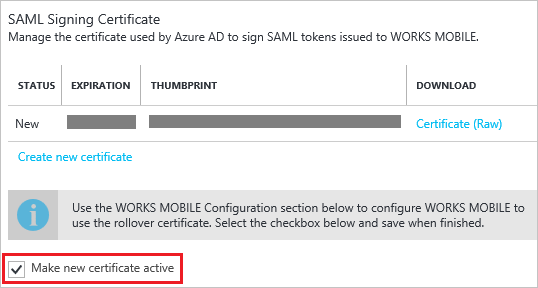 SAML Signing Certificate
Manage the certificate used by Azure AD to sign SAML tokens issued to WORKS MOBILE.
STATUS EXPIRATION THUMBPRINT DOWNLOAD
New Certificate (Raw)
Create new certificate
Use the WORKS MOBILE Configuration section below to configure WORKS MOBILE to
use the rollover certificate. Select the checkbox below and save when finished.
Make new certificate active